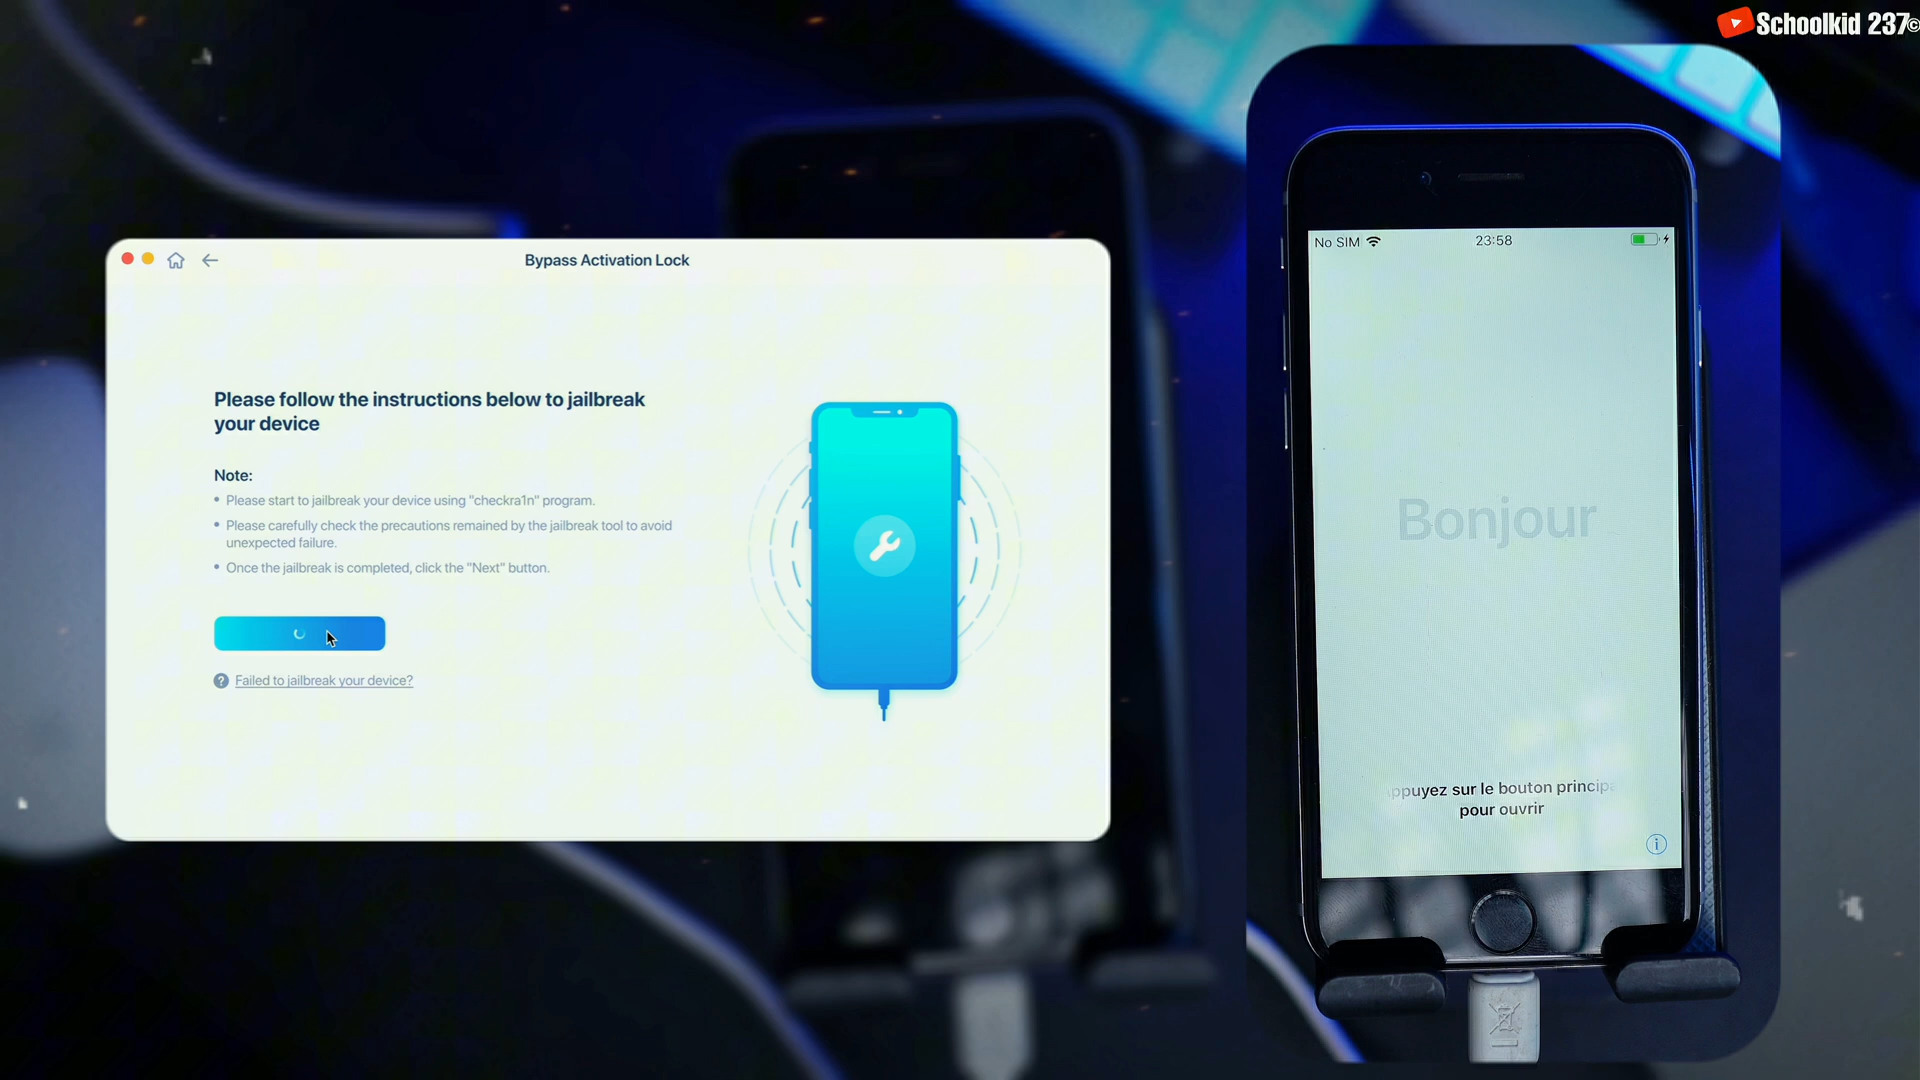 Schoolkid 237©
Bypass Activation Lock
Please follow the instructions below to jailbreak
your device
Note:
Please start to jailbreak your device using "checkra1n" program.
Please carefully check the precautions remained by the jailbreak tool to avoid
unexpected failure.
Once the jailbreak is completed, click the "Next" button.
? Failed to jailbreak your device?
No SIM 23:58
Bonjour
ppuyez sur le bouton principa
pour ouvrir
i